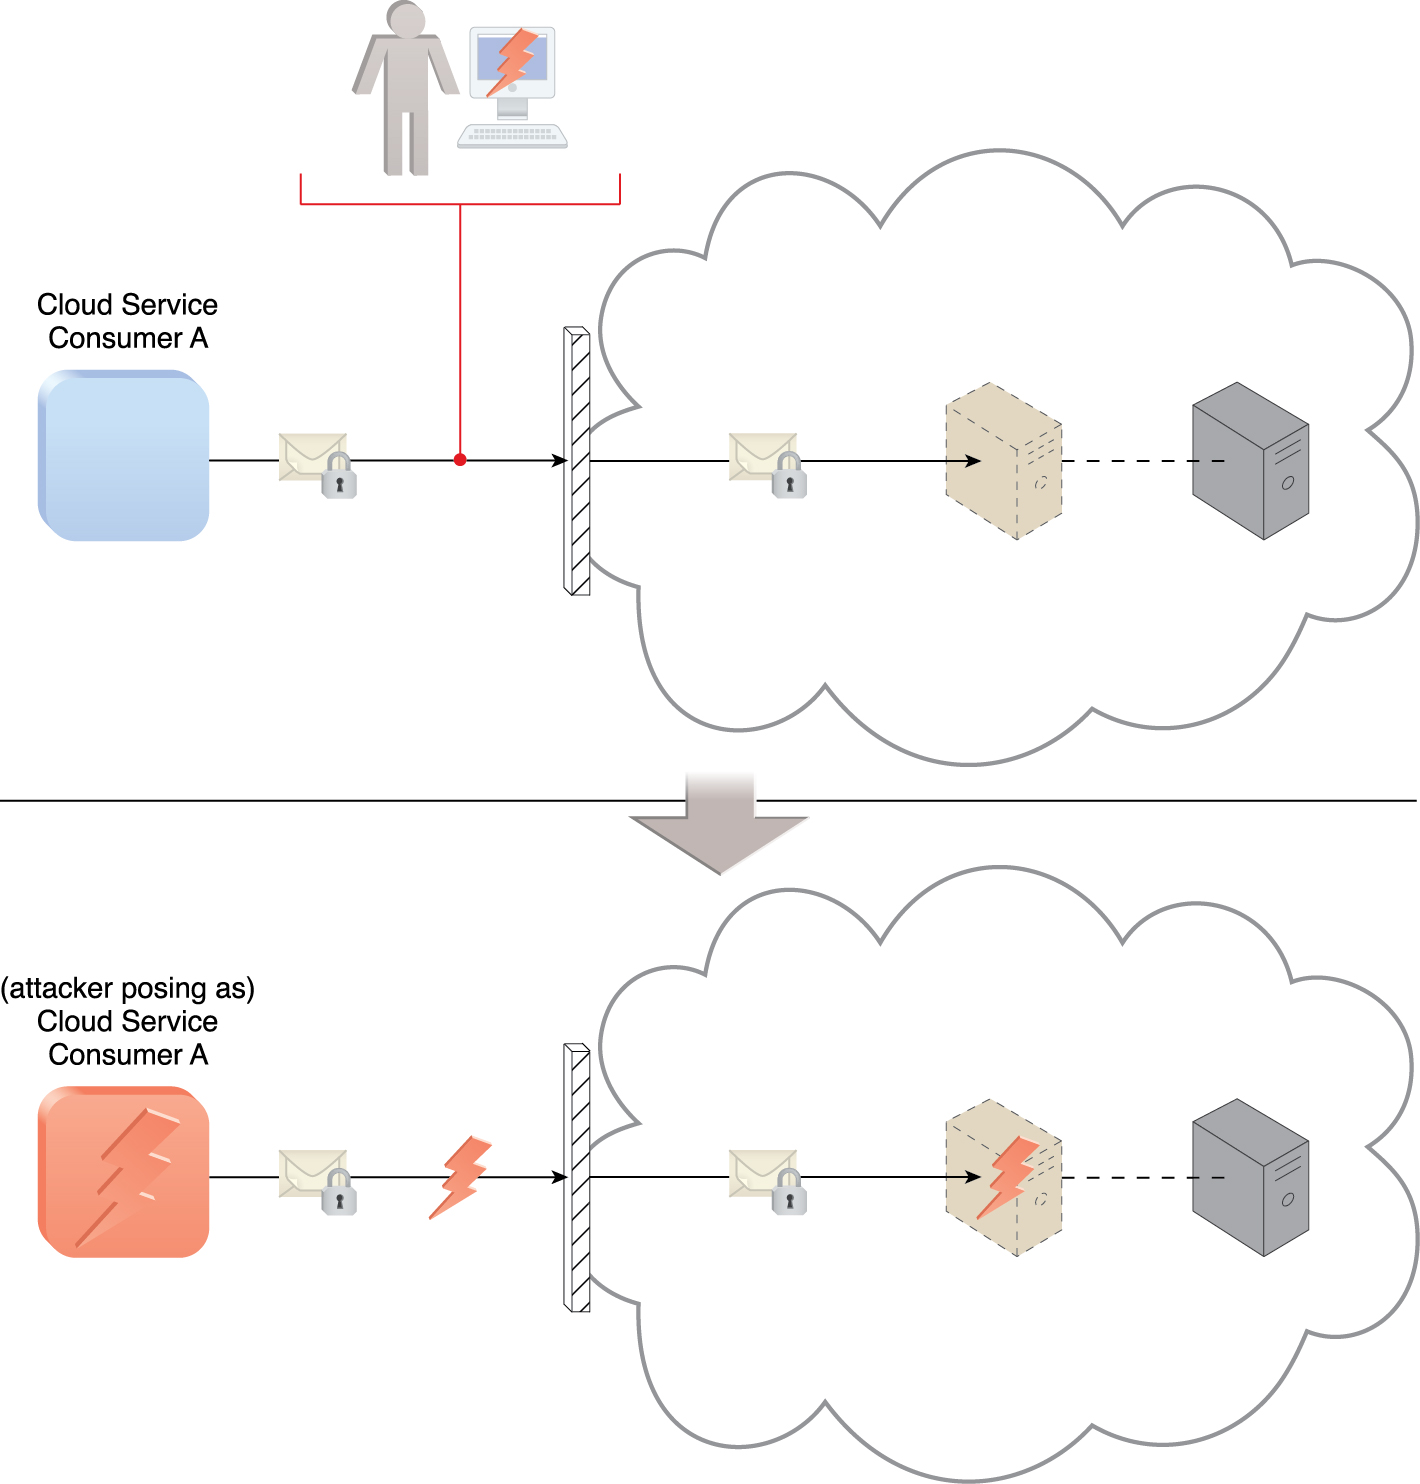 Cloud Service
Consumer A
(attacker posing as)
Cloud Service
Consumer A